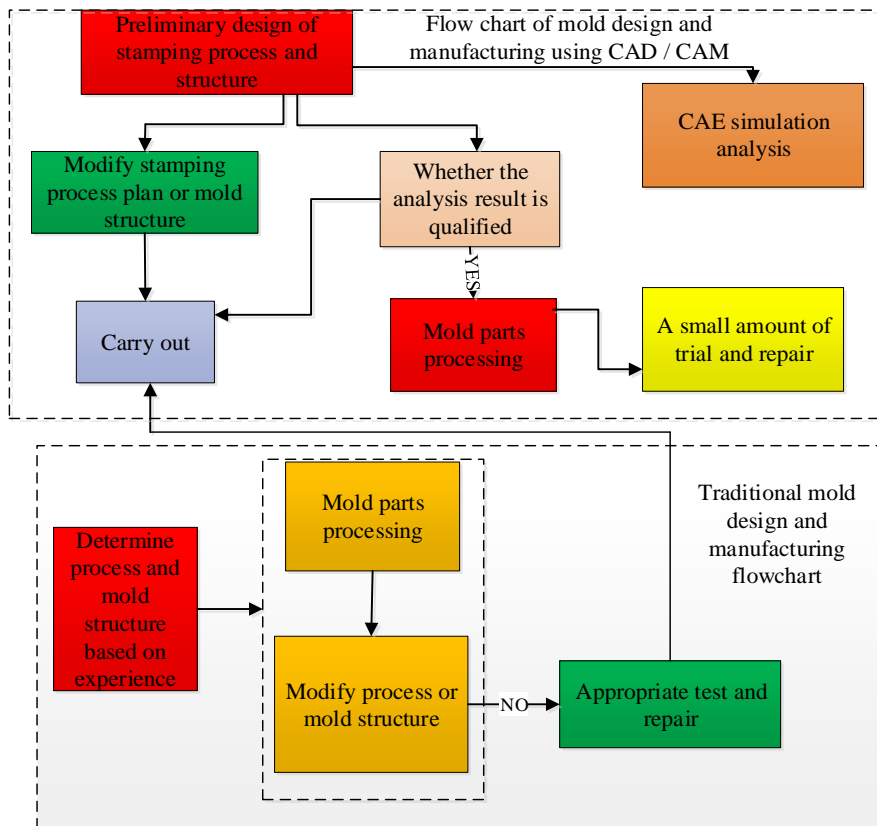 Preliminary design of
stamping process and
structure
Flow chart of mold design and
manufacturing using CAD / CAM
CAE simulation
analysis
Modify stamping
process plan or mold
structure
Whether the
analysis result is
qualified
YES
Carry out
Mold parts
processing
A small amount of
trial and repair
Mold parts
processing
Traditional mold
design and
manufacturing
flowchart
Determine
process and
mold
structure
based on
experience
Modify process or
mold structure
NO
Appropriate test and
repair